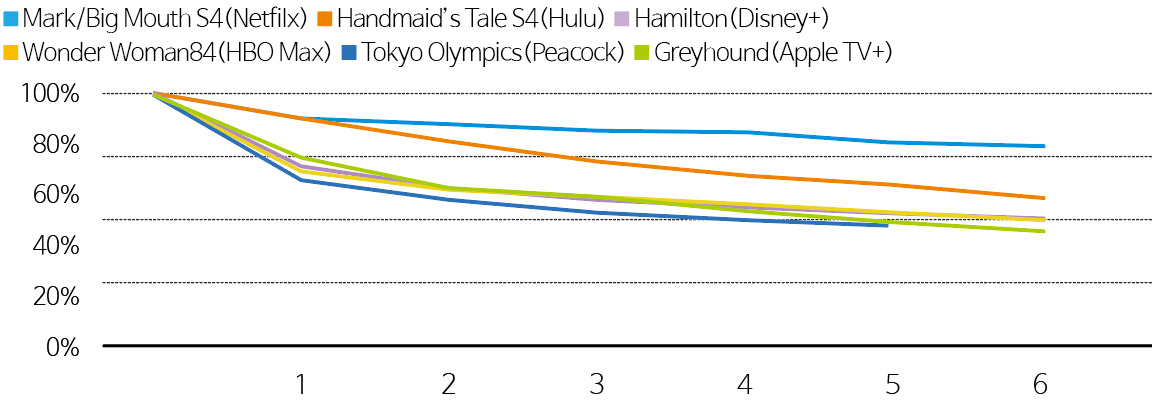 Mark/Big Mouth S4(Netfilx) Handmaid's Tale S4(Hulu) Hamilton(Disney+)
Wonder Woman84(HBO Max) Tokyo Olympics(Peacock) Greyhound(Apple TV+)
100%
80%
60%
40%
20%
0%
1 2 3 4 5 6